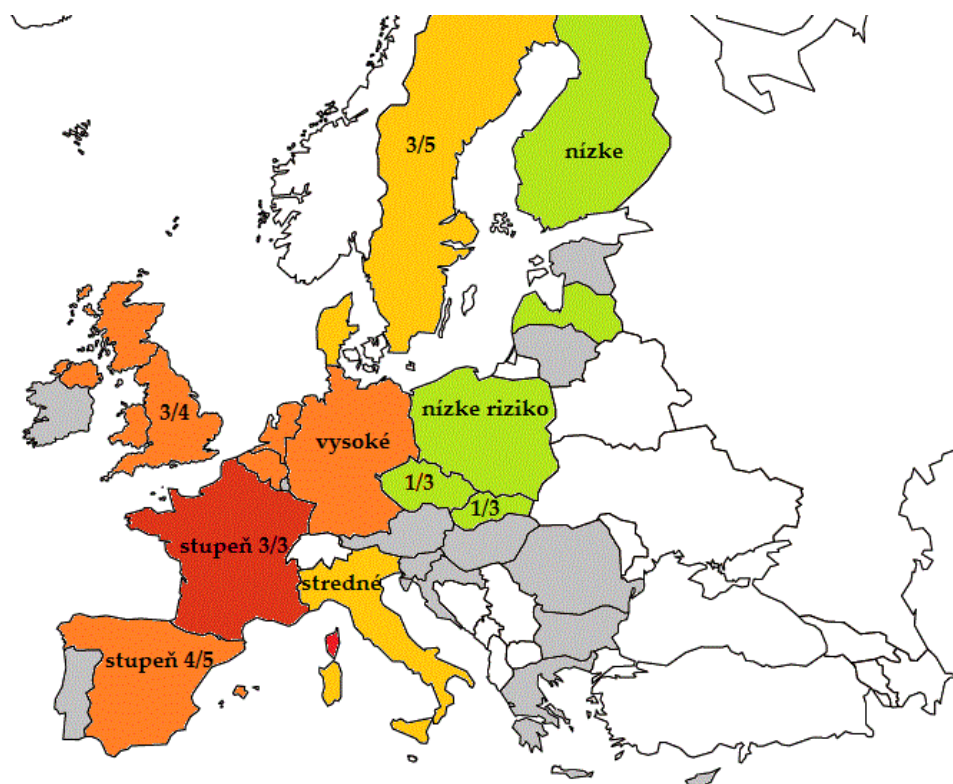 3/5
nízke
3/4
nízke riziko
vysoké
1/3
1/3
stupeň 3/3
stredné
stupeň 4/5